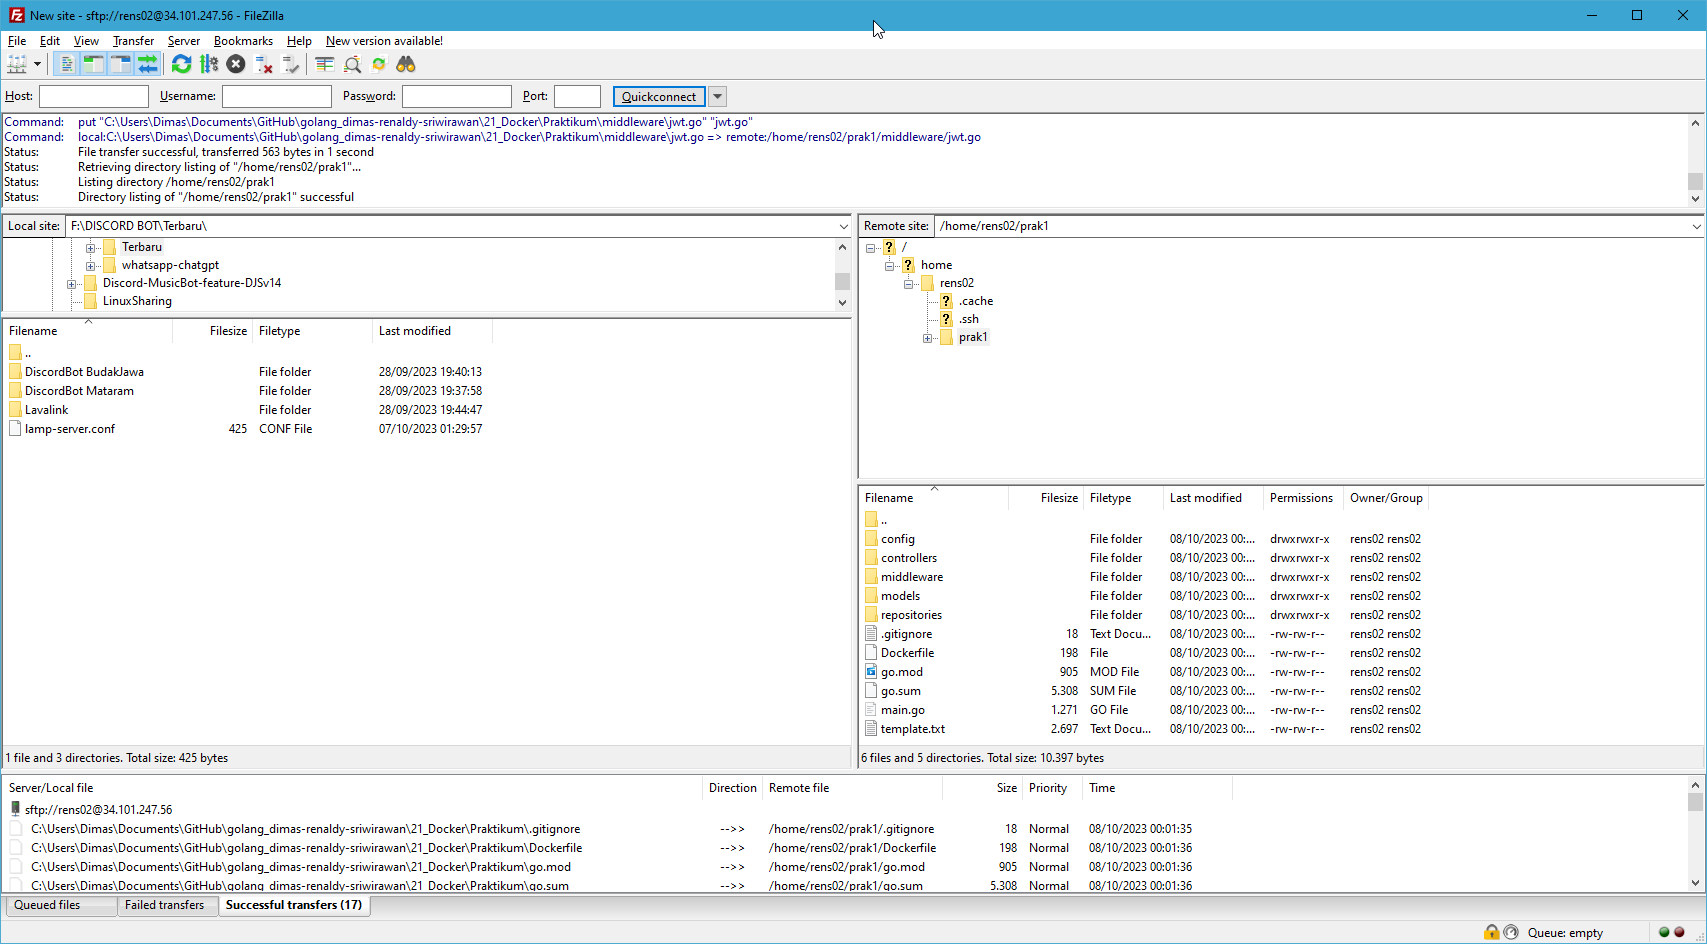 New site - sftp://rens02@34.101.247.56 - FileZilla
File Edit View Transfer Server Bookmarks Help New version available!
Host: Username: Password: Port: Quickconnect
Command: put "C:\Users\Dimas\Documents\GitHub\golang_dimas-renaldy-sriwirawan\21_Docker\Praktikum\middleware\jwt.go" "jwt.go"
Command: local:C:\Users\Dimas\Documents\GitHub\golang_dimas-renaldy-sriwirawan\21_Docker\Praktikum\middleware\jwt.go => remote:/home/rens02/prak1/middleware/jwt.go
Status: File transfer successful, transferred 563 bytes in 1 second
Status: Retrieving directory listing of "/home/rens02/prak1"...
Status: Listing directory /home/rens02/prak1
Status: Directory listing of "/home/rens02/prak1" successful
Local site: F:\DISCORD BOT\Terbaru\
Terbaru
whatsapp-chatgpt
Discord-MusicBot-feature-DJSv14
LinuxSharing
Filename Filesize Filetype Last modified
..
DiscordBot BudakJawa File folder 28/09/2023 19:40:13
DiscordBot Mataram File folder 28/09/2023 19:37:58
Lavalink File folder 28/09/2023 19:44:47
lamp-server.conf 425 CONF File 07/10/2023 01:29:57
1 file and 3 directories. Total size: 425 bytes
Remote site: /home/rens02/prak1
/
home
rens02
.cache
.ssh
prak1
Filename Filesize Filetype Last modified Permissions Owner/Group
..
config File folder 08/10/2023 00:... drwxrwxr-x rens02 rens02
controllers File folder 08/10/2023 00:... drwxrwxr-x rens02 rens02
middleware File folder 08/10/2023 00:... drwxrwxr-x rens02 rens02
models File folder 08/10/2023 00:... drwxrwxr-x rens02 rens02
repositories File folder 08/10/2023 00:... drwxrwxr-x rens02 rens02
.gitignore 18 Text Docu... 08/10/2023 00:... -rw-rw-r-- rens02 rens02
Dockerfile 198 File 08/10/2023 00:... -rw-rw-r-- rens02 rens02
go.mod 905 MOD File 08/10/2023 00:... -rw-rw-r-- rens02 rens02
go.sum 5.308 SUM File 08/10/2023 00:... -rw-rw-r-- rens02 rens02
main.go 1.271 GO File 08/10/2023 00:... -rw-rw-r-- rens02 rens02
template.txt 2.697 Text Docu... 08/10/2023 00:... -rw-rw-r-- rens02 rens02
6 files and 5 directories. Total size: 10.397 bytes
Server/Local file Direction Remote file Size Priority Time
sftp://rens02@34.101.247.56
C:\Users\Dimas\Documents\GitHub\golang_dimas-renaldy-sriwirawan\21_Docker\Praktikum\.gitignore -->> /home/rens02/prak1/.gitignore 18 Normal 08/10/2023 00:01:35
C:\Users\Dimas\Documents\GitHub\golang_dimas-renaldy-sriwirawan\21_Docker\Praktikum\Dockerfile -->> /home/rens02/prak1/Dockerfile 198 Normal 08/10/2023 00:01:36
C:\Users\Dimas\Documents\GitHub\golang_dimas-renaldy-sriwirawan\21_Docker\Praktikum\go.mod -->> /home/rens02/prak1/go.mod 905 Normal 08/10/2023 00:01:36
C:\Users\Dimas\Documents\GitHub\golang_dimas-renaldy-sriwirawan\21_Docker\Praktikum\go.sum -->> /home/rens02/prak1/go.sum 5.308 Normal 08/10/2023 00:01:36
Queued files Failed transfers Successful transfers (17)
Queue: empty